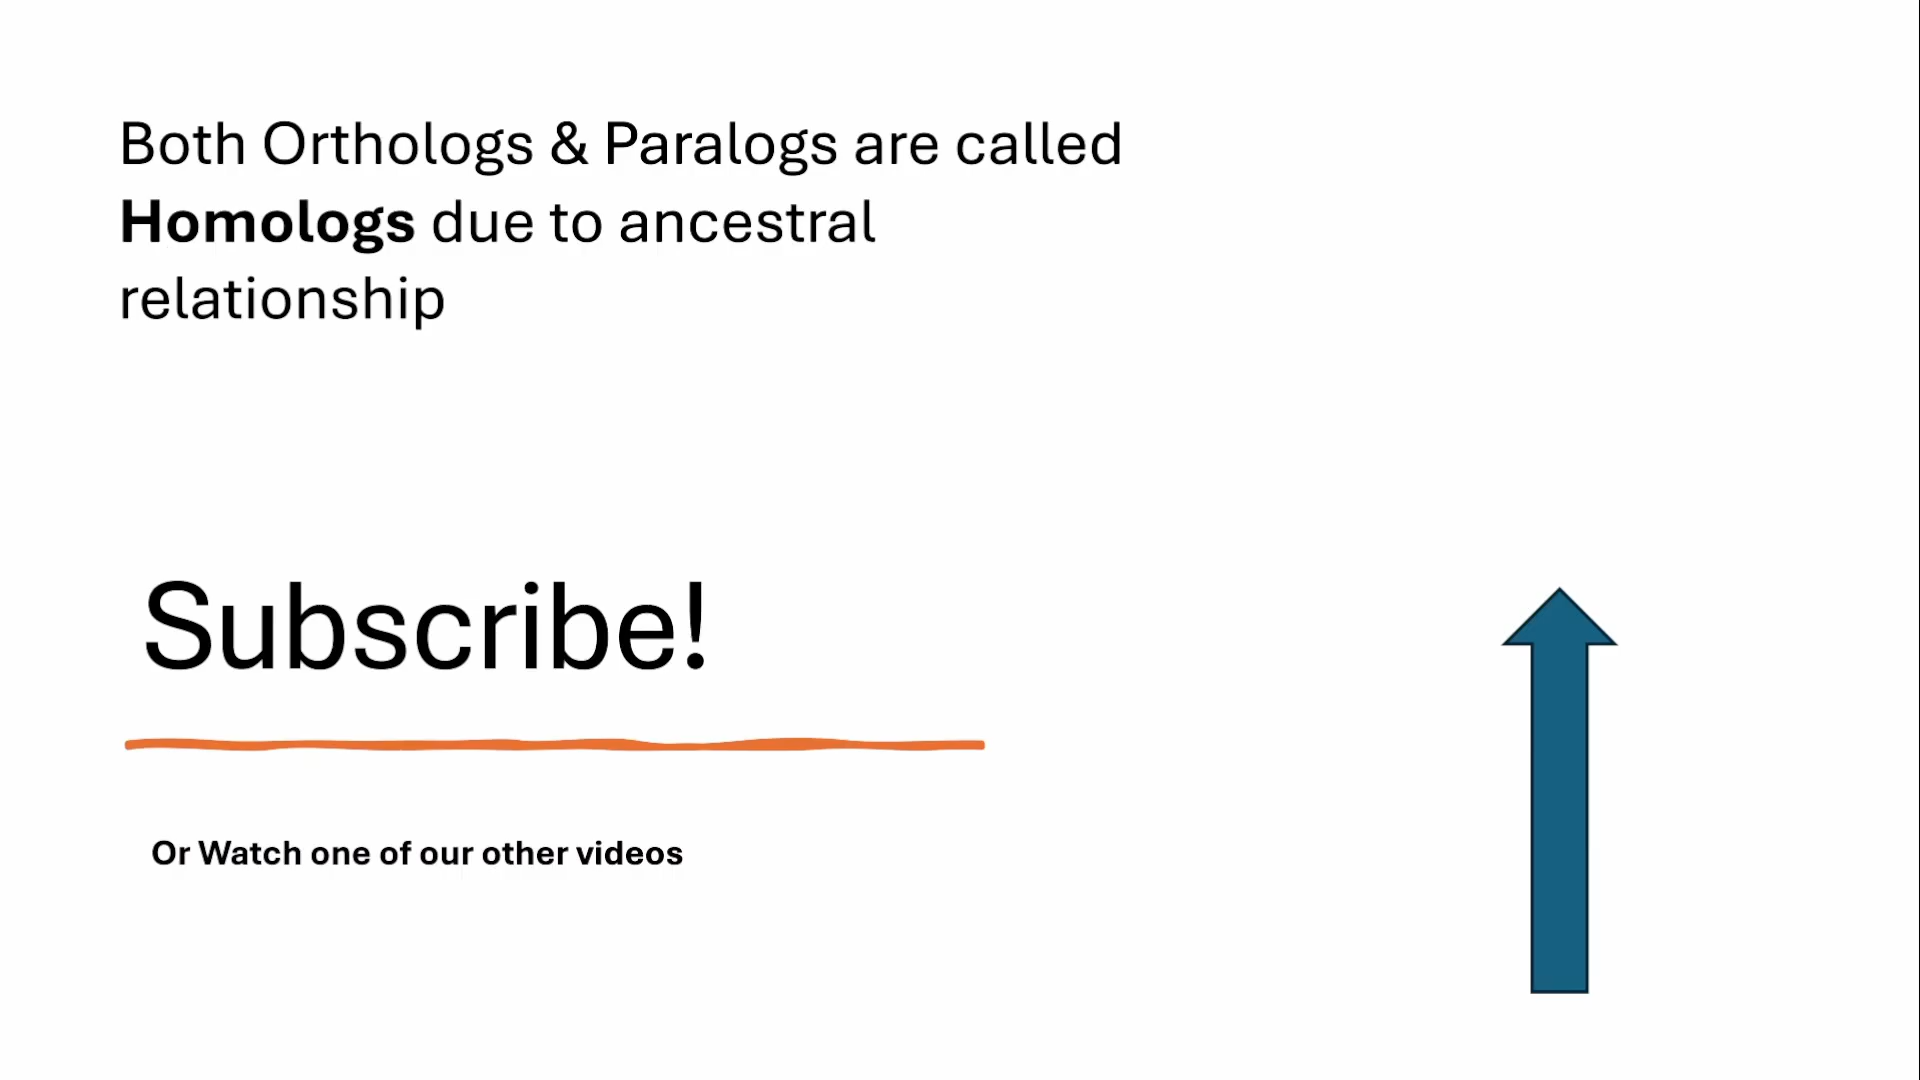 Both Orthologs & Paralogs are called
Homologs due to ancestral
relationship
Subscribe!
Or Watch one of our other videos